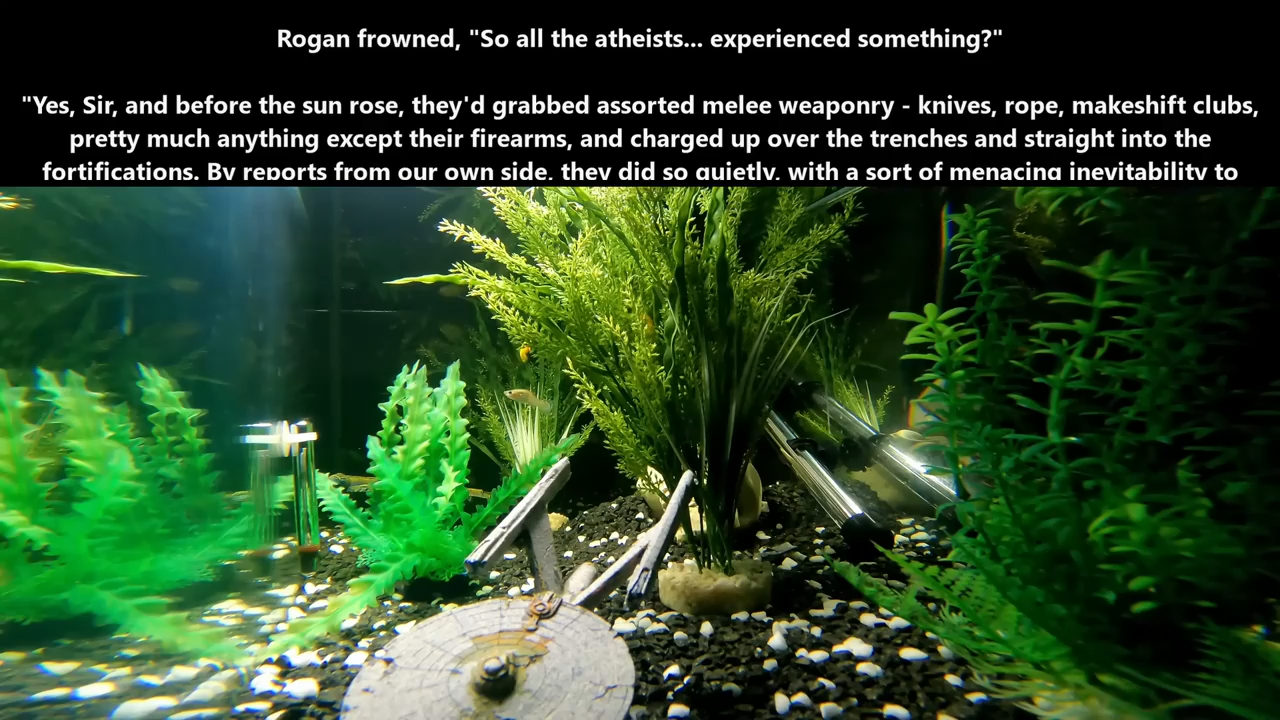 Rogan frowned, "So all the atheists... experienced something?"
"Yes, Sir, and before the sun rose, they'd grabbed assorted melee weaponry - knives, rope, makeshift clubs,
pretty much anything except their firearms, and charged up over the trenches and straight into the
fortifications. By reports from our own side, they did so quietly, with a sort of menacing inevitability to